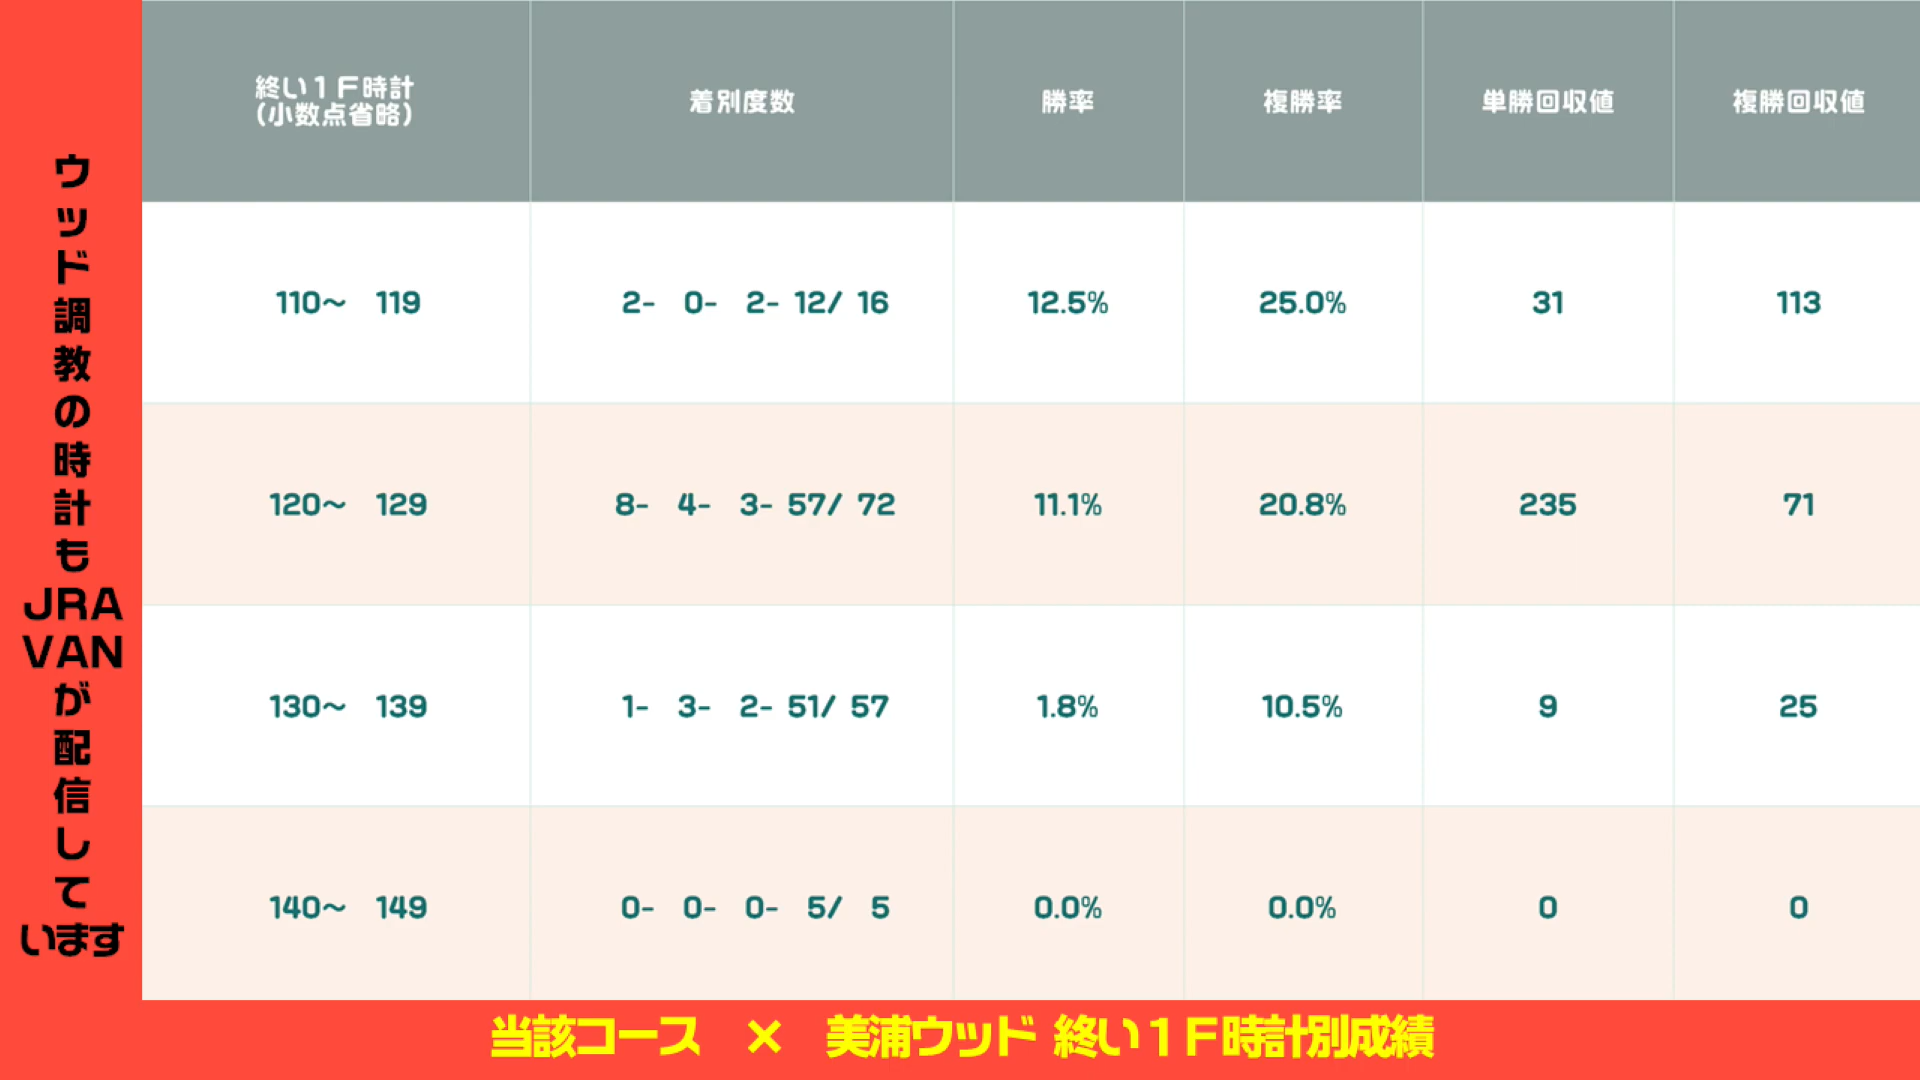 ウッド調教の時計もJRA VANが配信しています
終い1F時計
(小数点省略)
着別度数
勝率
複勝率
単勝回収値
複勝回収値
110〜 119 2- 0- 2- 12/ 16 12.5% 25.0% 31 113
120〜 129 8- 4- 3- 57/ 72 11.1% 20.8% 235 71
130〜 139 1- 3- 2- 51/ 57 1.8% 10.5% 9 25
140〜 149 0- 0- 0- 5/ 5 0.0% 0.0% 0 0
当該コース × 美浦ウッド 終い1F時計別成績